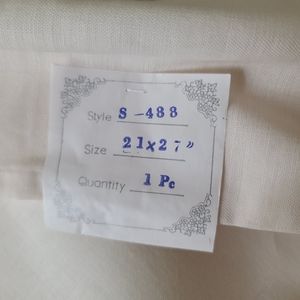 Style S-488
Size 21x27"
Quantity 1 Pc